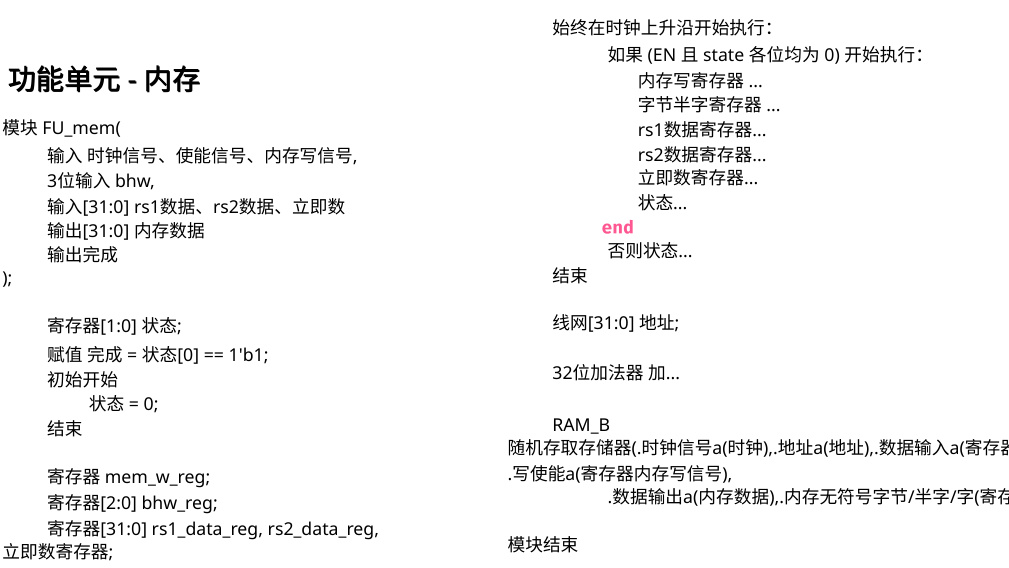 功能单元 - 内存
模块 FU_mem(
输入 时钟信号、使能信号、内存写信号,
3位输入 bhw,
输入[31:0] rs1数据、rs2数据、立即数
输出[31:0] 内存数据
输出完成
);
寄存器[1:0] 状态;
赋值 完成 = 状态[0] == 1'b1;
初始开始
状态 = 0;
结束
寄存器 mem_w_reg;
寄存器[2:0] bhw_reg;
寄存器[31:0] rs1_data_reg, rs2_data_reg,
立即数寄存器;
始终在时钟上升沿开始执行：
如果 (EN 且 state 各位均为 0) 开始执行：
内存写寄存器 ...
字节半字寄存器 ...
rs1数据寄存器...
rs2数据寄存器...
立即数寄存器...
状态...
end
否则状态...
结束
线网[31:0] 地址;
32位加法器 加...
RAM_B
随机存取存储器(.时钟信号a(时钟),.地址a(地址),.数据输入a(寄存器
.写使能a(寄存器内存写信号),
.数据输出a(内存数据),.内存无符号字节/半字/字(寄存
模块结束